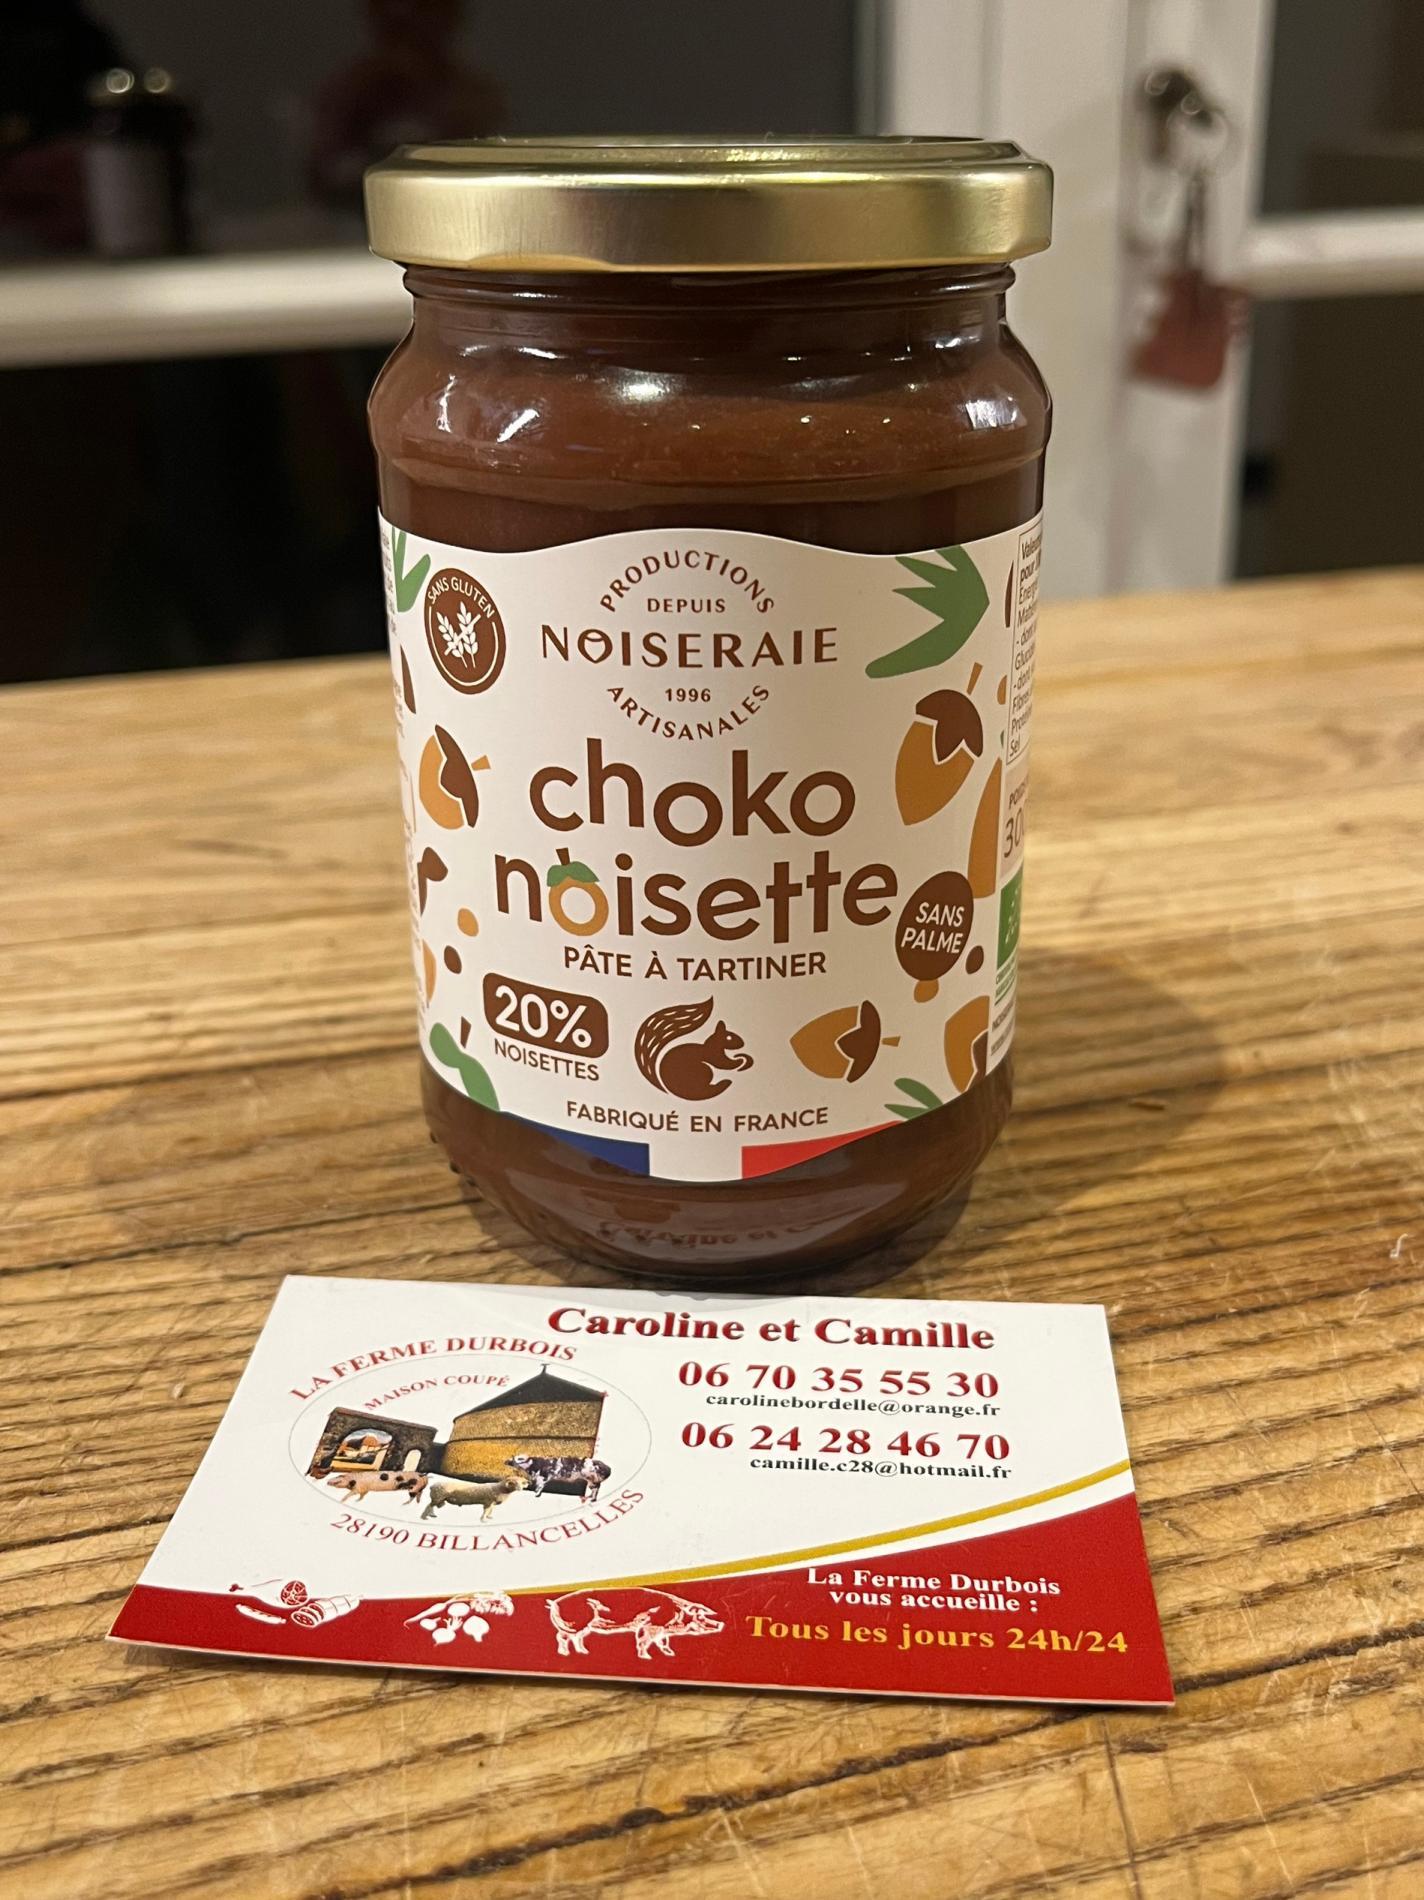 SANS GLUTEN
PRODUCTIONS
DEPUIS
NOISERAIE
1996
ARTISANALES
choko
noisette
SANS
PALME
PÂTE À TARTINER
20%
NOISETTES
FABRIQUÉ EN FRANCE
Caroline et Camille
LA FERME DURBOIS
MAISON COUPÉ
28190 BILLANCELLES
06 70 35 55 30
carolinebordelle@orange.fr
06 24 28 46 70
camille.c28@hotmail.fr
La Ferme Durbois
vous accueille :
Tous les jours 24h/24